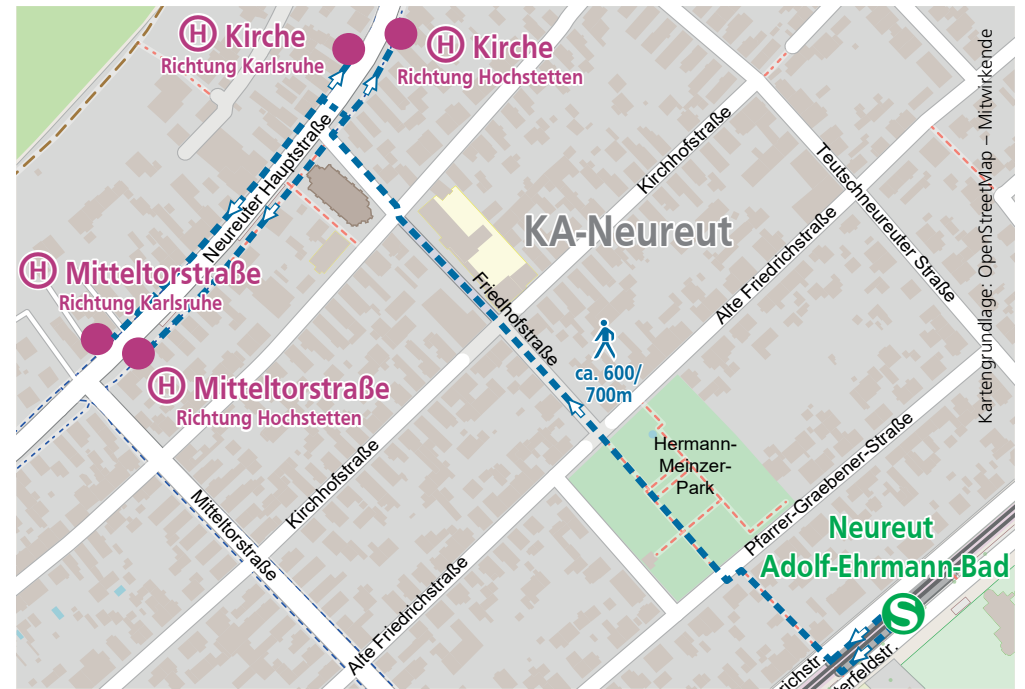 H Kirche
Richtung Karlsruhe
H Kirche
Richtung Hochstetten
Neureuter Hauptstraße
Kirchhofstraße
Teutschneureuter Straße
Kartengrundlage: OpenStreetMap – Mitwirkende
KA-Neureut
H Mitteltorstraße
Richtung Karlsruhe
Alte Friedrichstraße
Friedhofstraße
ca. 600/
700m
H Mitteltorstraße
Richtung Hochstetten
Hermann-
Meinzer-
Park
Kirchhofstraße
Pfarrer-Graebener-Straße
Mitteltorstraße
Neureut
Adolf-Ehrmann-Bad
S
Alte Friedrichstraße
richstr.
terfeldstr.